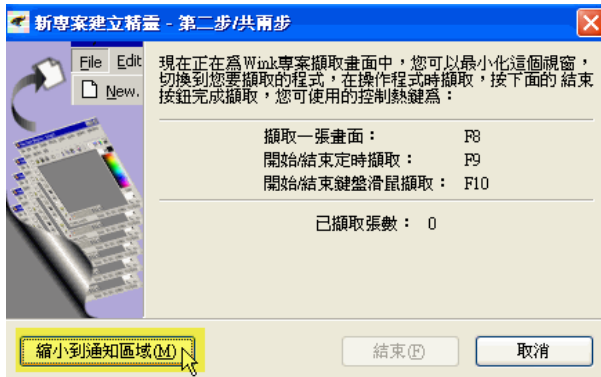 新專案建立精靈 - 第二步/共兩步
File Edit
New.
現在正在爲Wink專案擷取畫面中，您可以最小化這個視窗，
切換到您要擷取的程式，在操作程式時擷取，按下面的 結束
按鈕完成擷取，您可使用的控制熱鍵爲：
擷取一張畫面： F8
開始/結束定時擷取： F9
開始/結束鍵盤滑鼠擷取： F10
已擷取張數： 0
縮小到通知區域(M) 結束(F) 取消